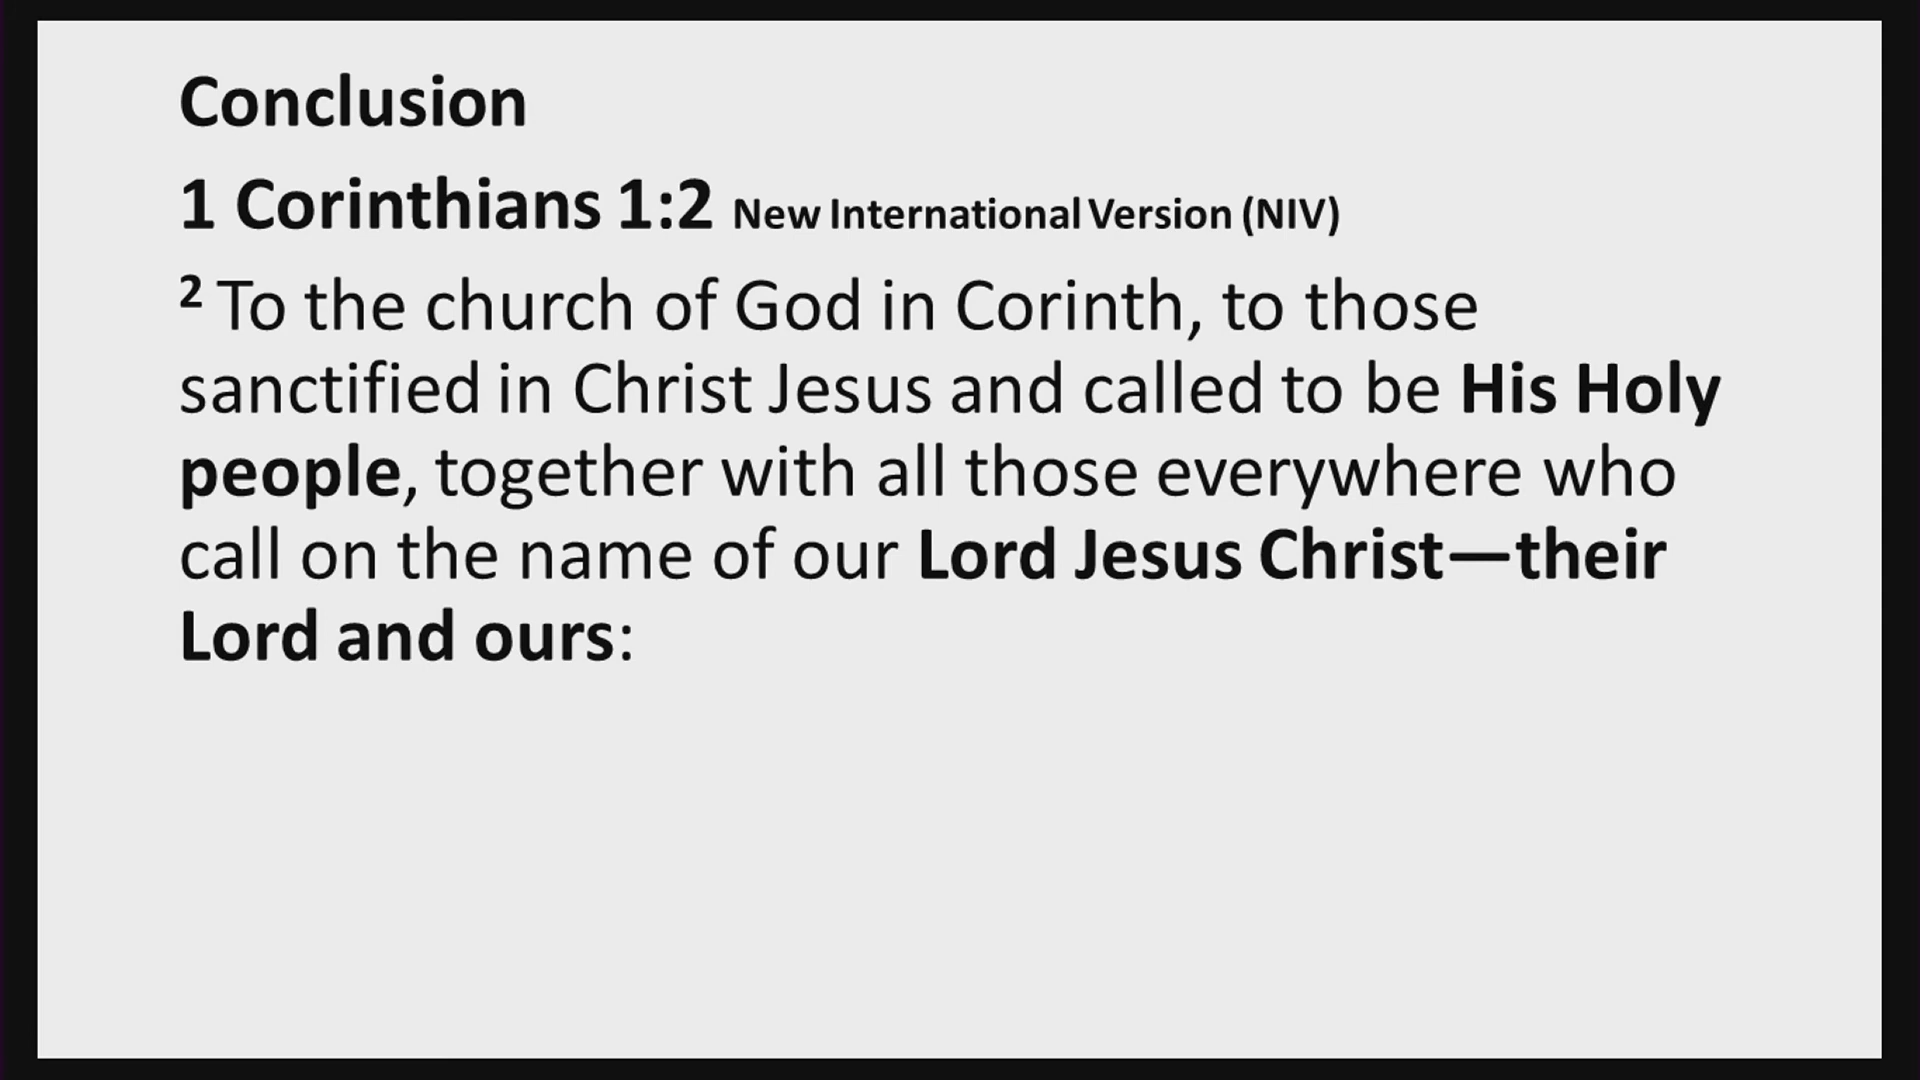 Conclusion
1 Corinthians 1:2 New International Version (NIV)
2 To the church of God in Corinth, to those
sanctified in Christ Jesus and called to be His Holy
people, together with all those everywhere who
call on the name of our Lord Jesus Christ—their
Lord and ours: